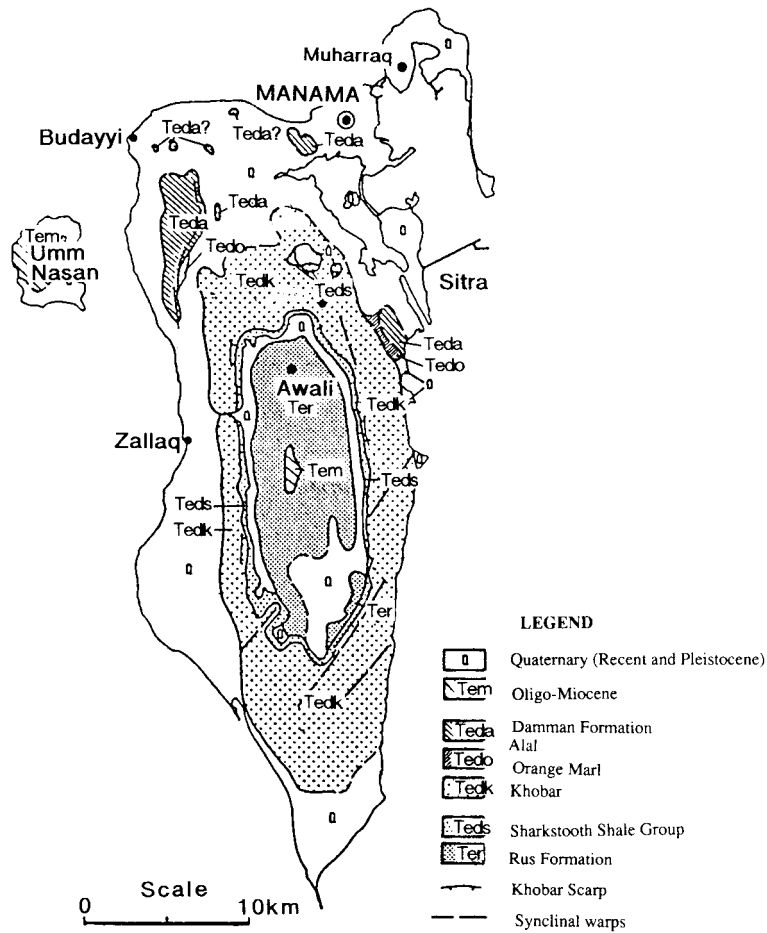 Muharraq
MANAMA
Budayyi
Teda?
Teda?
Teda
Teda
Teda
Tem
Umm
Nasan
Tedo
Tedk
Teds
Sitra
Teda
Tedo
Awali
Ter
Tedk
Zallaq
Tem
Teds
Teds
Tedk
Ter
Tedk
LEGEND
Quaternary (Recent and Pleistocene)
Tem Oligo-Miocene
Teda Damman Formation
Alal
Tedo Orange Marl
Tedk Khobar
Teds Sharkstooth Shale Group
Ter Rus Formation
Khobar Scarp
Synclinal warps
Scale
0 10km